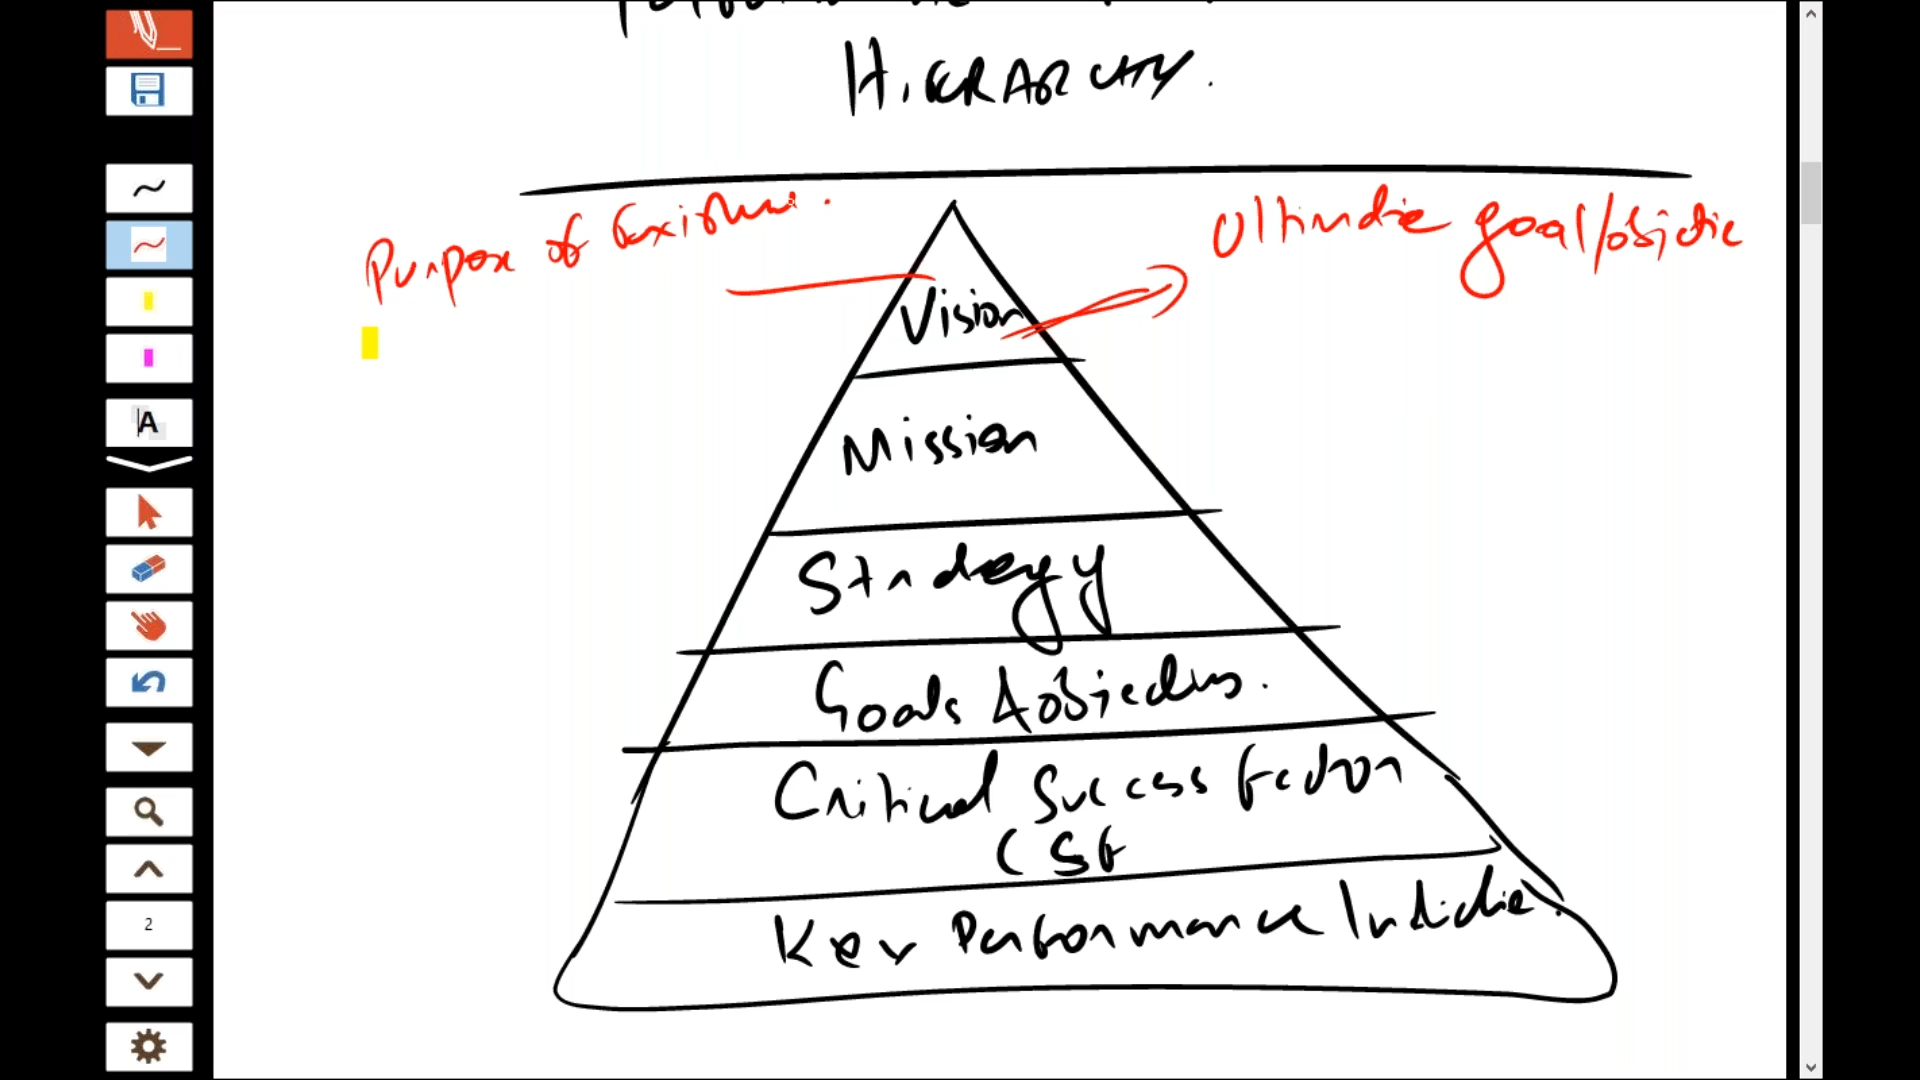 HIERARCHY.
Purpose of Existence.
Ultimate goal/objective
Vision
Mission
Strategy
Goals & objectives.
Critical Success Factor
CSF
Key Performance Indicator
A
2